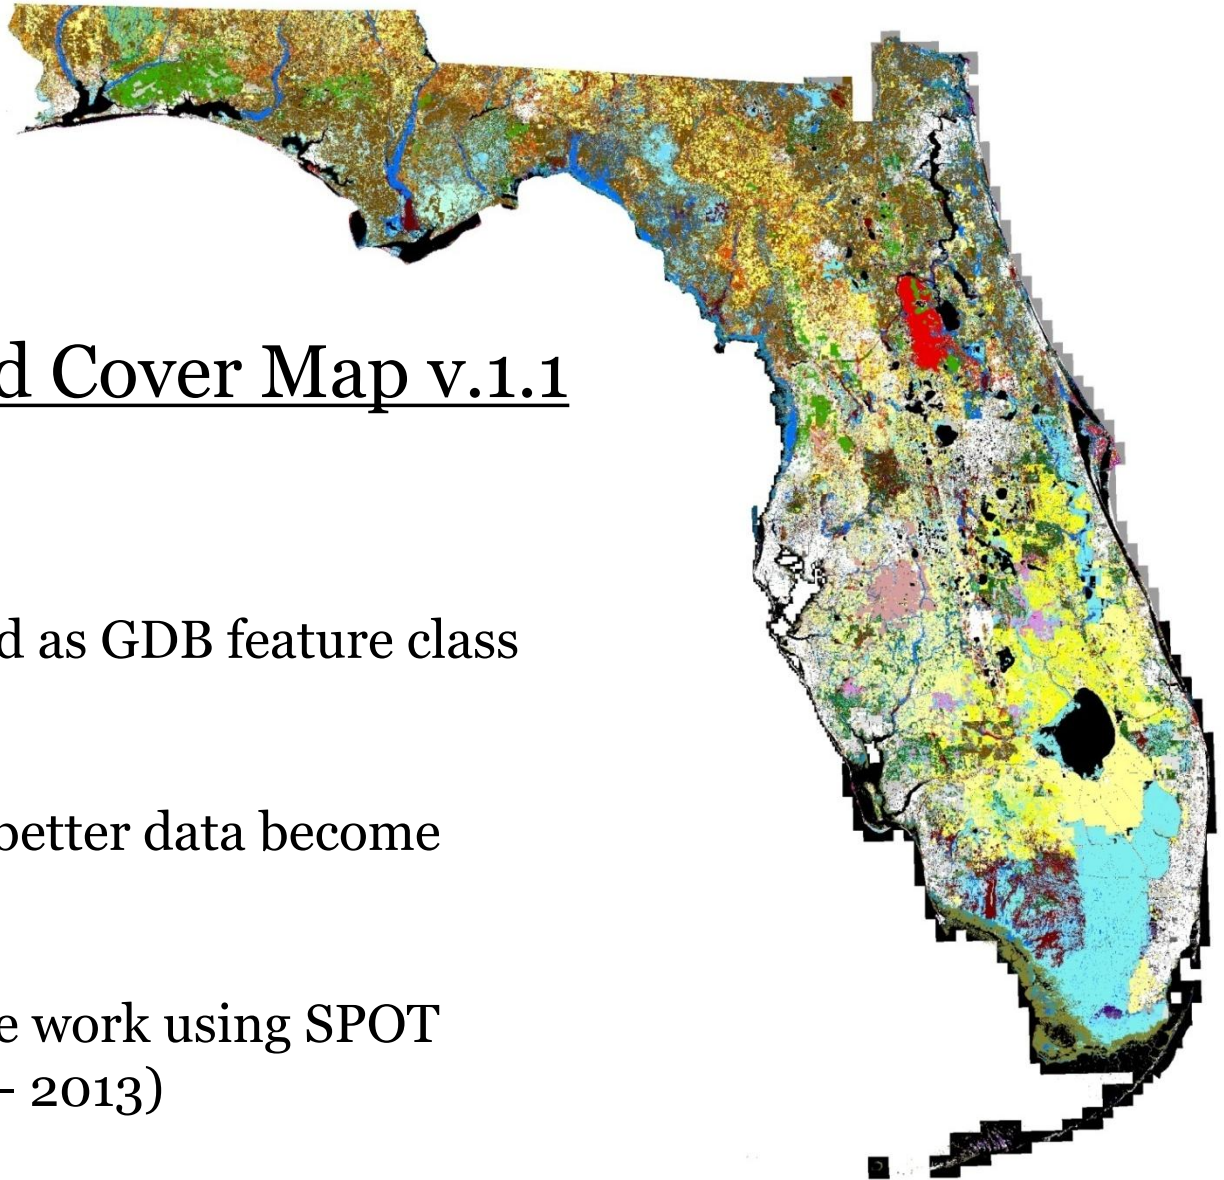 d Cover Map v.1.1
d as GDB feature class
better data become
e work using SPOT
– 2013)